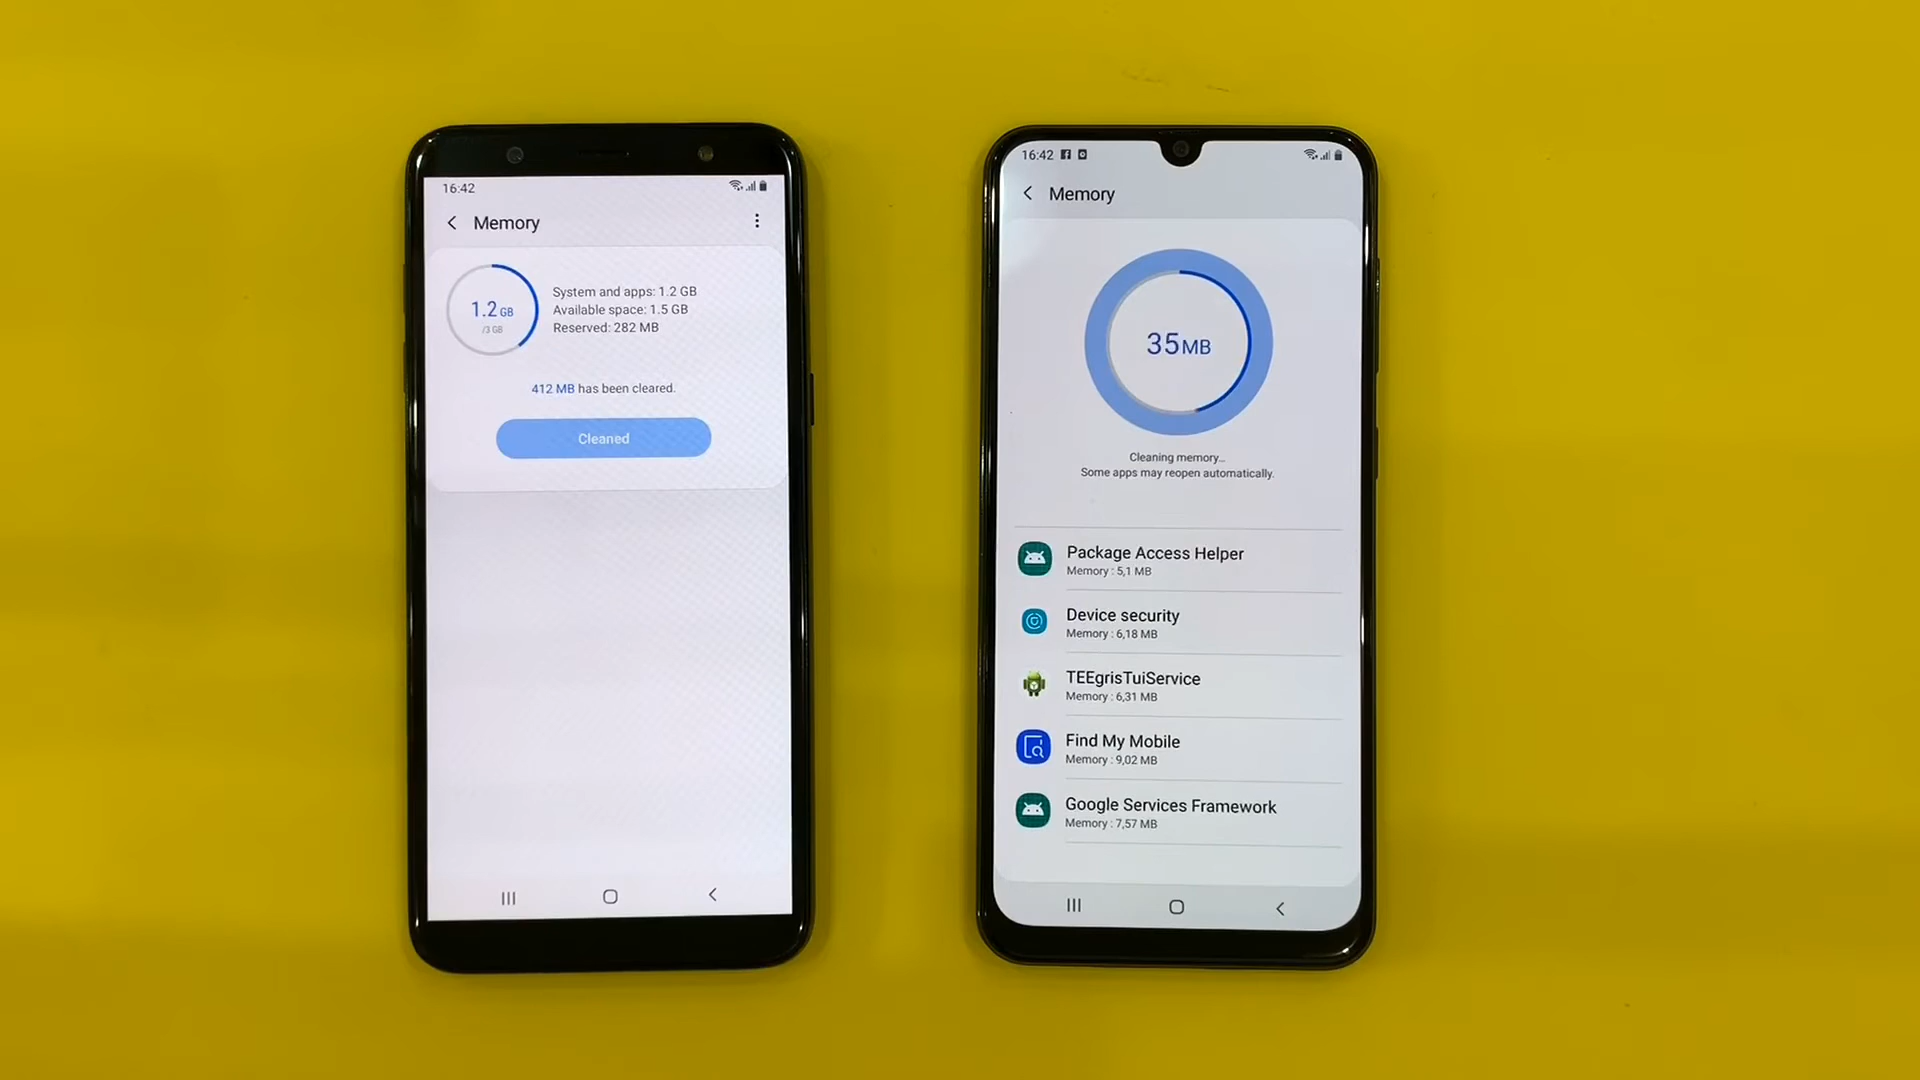 16:42
Memory
1.2 GB
/3 GB
System and apps: 1.2 GB
Available space: 1.5 GB
Reserved: 282 MB
412 MB has been cleared.
Cleaned
16:42
Memory
35MB
Cleaning memory...
Some apps may reopen automatically.
Package Access Helper
Memory : 5,1 MB
Device security
Memory : 6,18 MB
TEEgrisTuiService
Memory : 6,31 MB
Find My Mobile
Memory : 9,02 MB
Google Services Framework
Memory : 7,57 MB